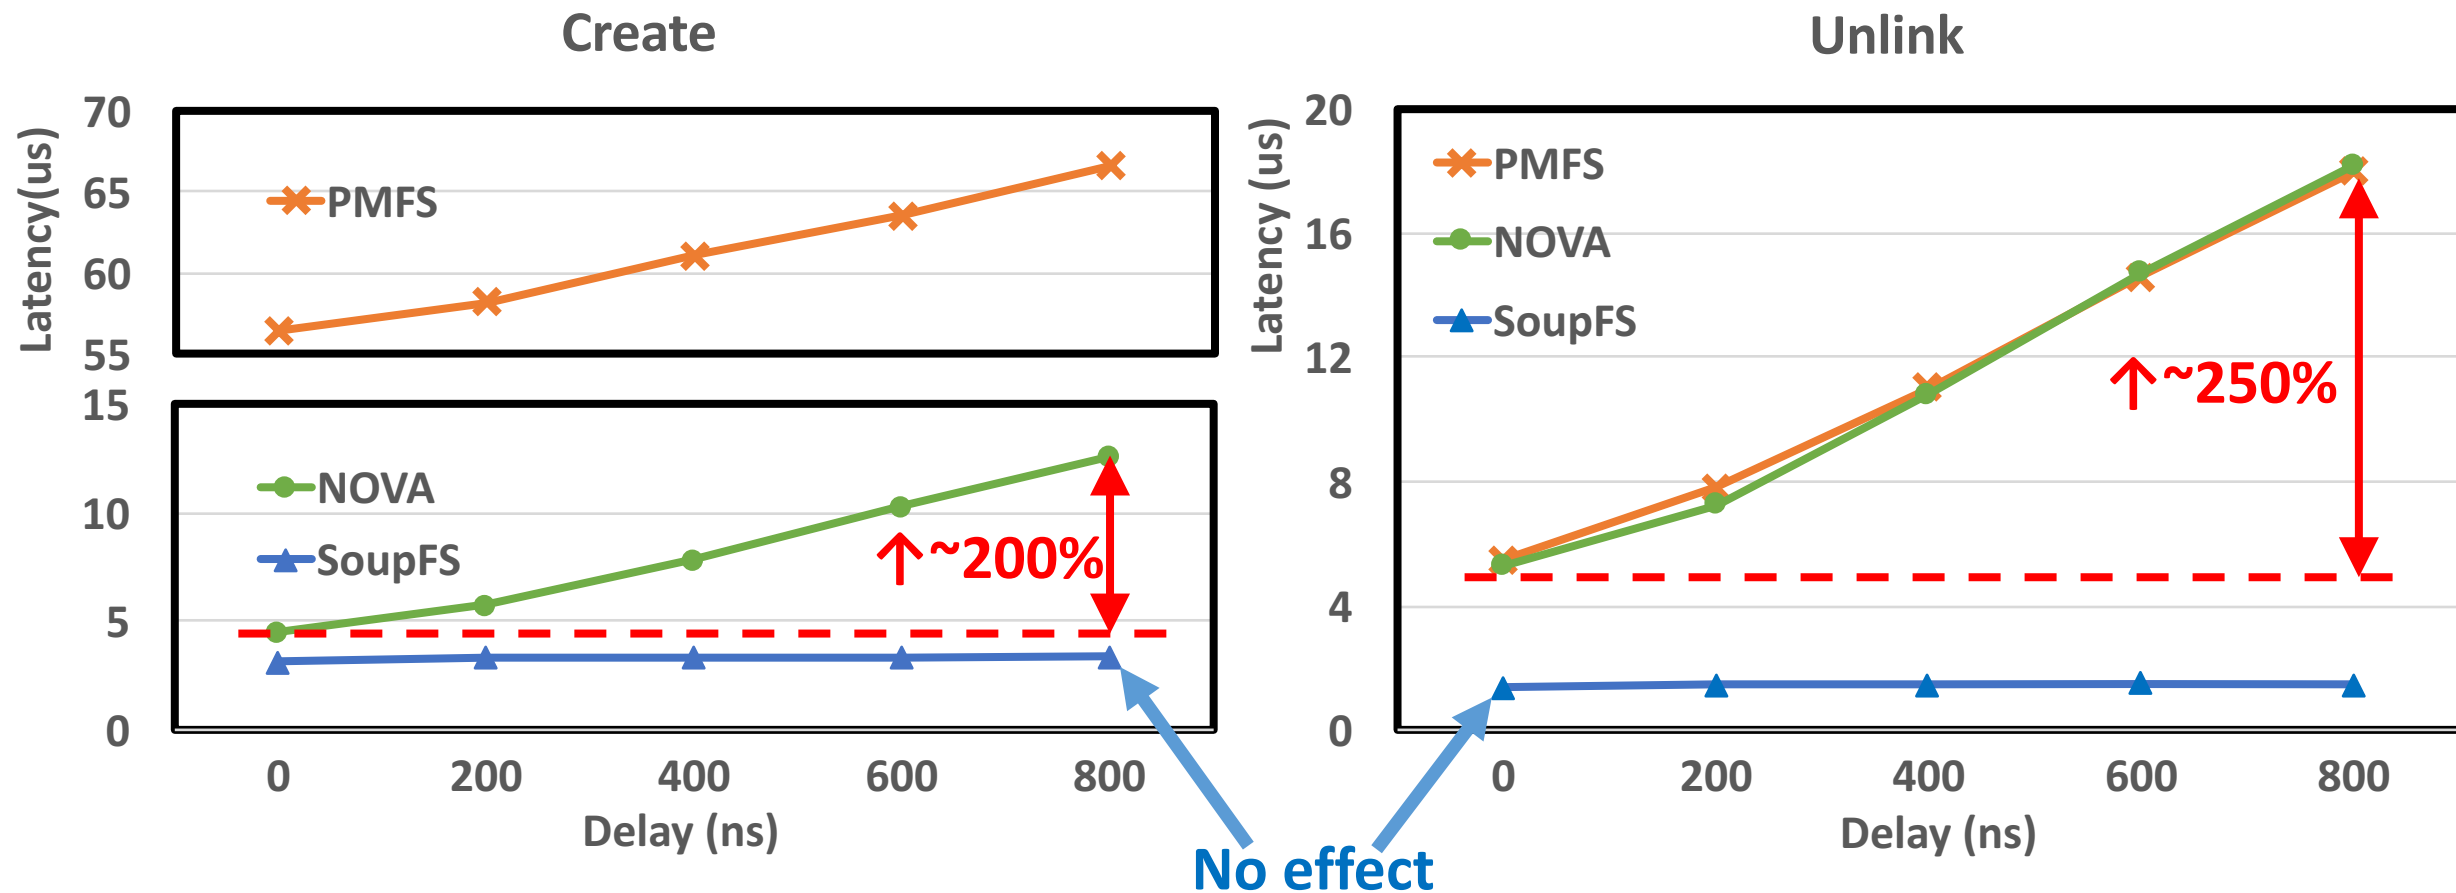 Create
Latency(us)
70
65
60
55
PMFS
15
10
5
0
NOVA
SoupFS
↑~200%
0 200 400 600 800
Delay (ns)
Unlink
Latency (us)
20
16
12
8
4
0
PMFS
NOVA
SoupFS
↑~250%
0 200 400 600 800
Delay (ns)
No effect